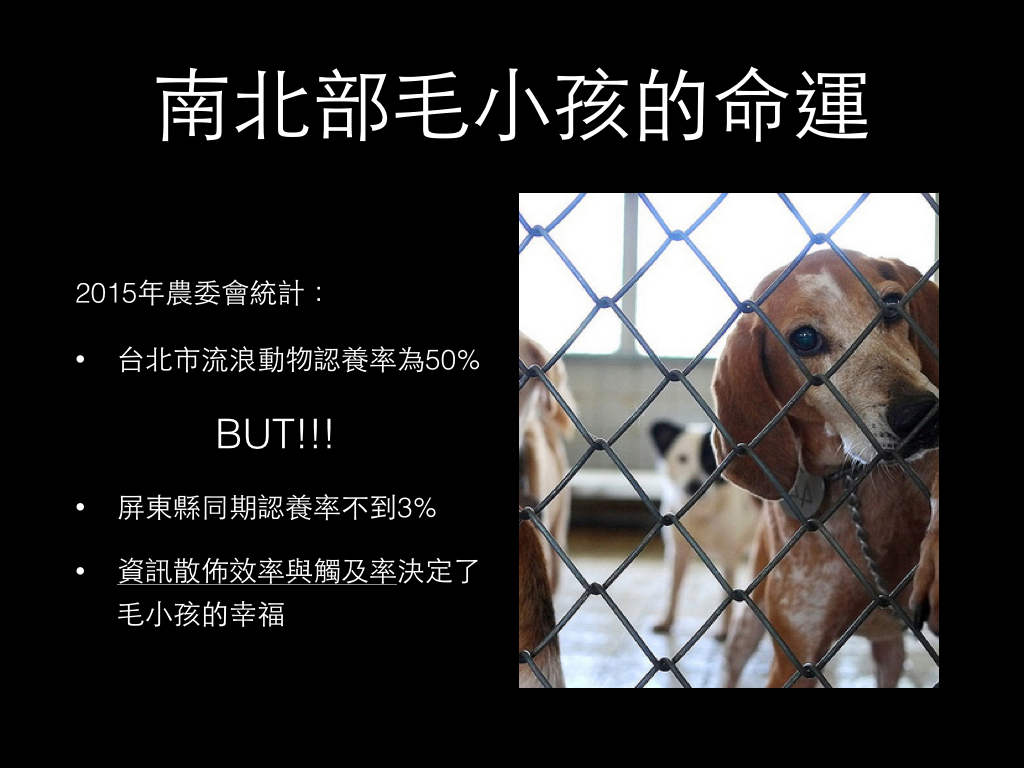 南北部毛小孩的命運
2015年農委會統計：
• 台北市流浪動物認養率為50%
BUT!!!
• 屏東縣同期認養率不到3%
• 資訊散佈效率與觸及率決定了
毛小孩的幸福